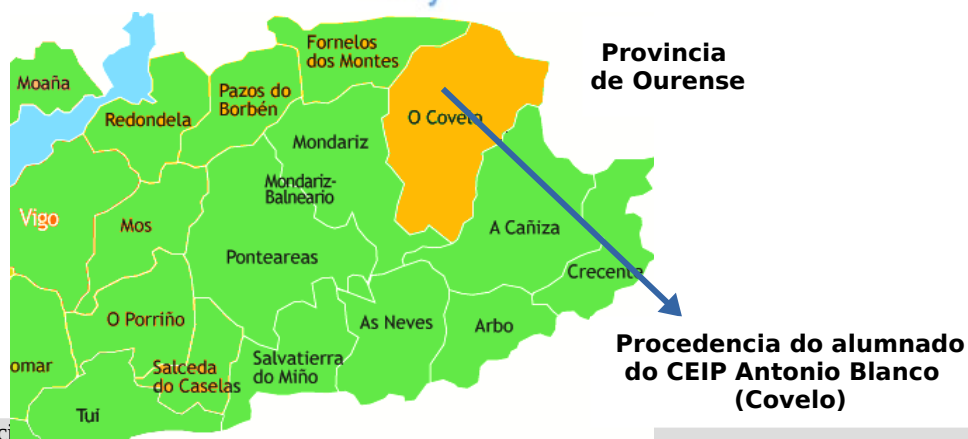 Moaña
Redondela
Pazos do
Borbén
Fornelos
dos Montes
O Covelo
Provincia
de Ourense
Mondariz
Mondariz-
Balneario
Vigo
Mos
Ponteareas
A Cañiza
Crecente
O Porriño
As Neves
Arbo
omar
Salceda
do Caselas
Salvatierra
do Miño
Tui
Procedencia do alumnado
do CEIP Antonio Blanco
(Covelo)